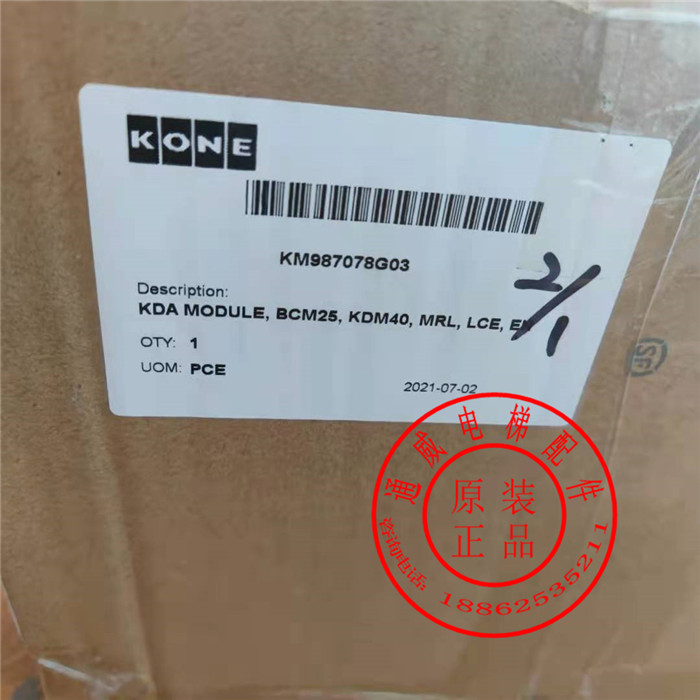 KONE
KM987078G03
2/1
Description:
KDA MODULE, BCM25, KDM40, MRL, LCE,
QTY: 1
UOM: PCE
2021-07-02
通威电梯配件
原装
正品
咨询电话:
18862535211